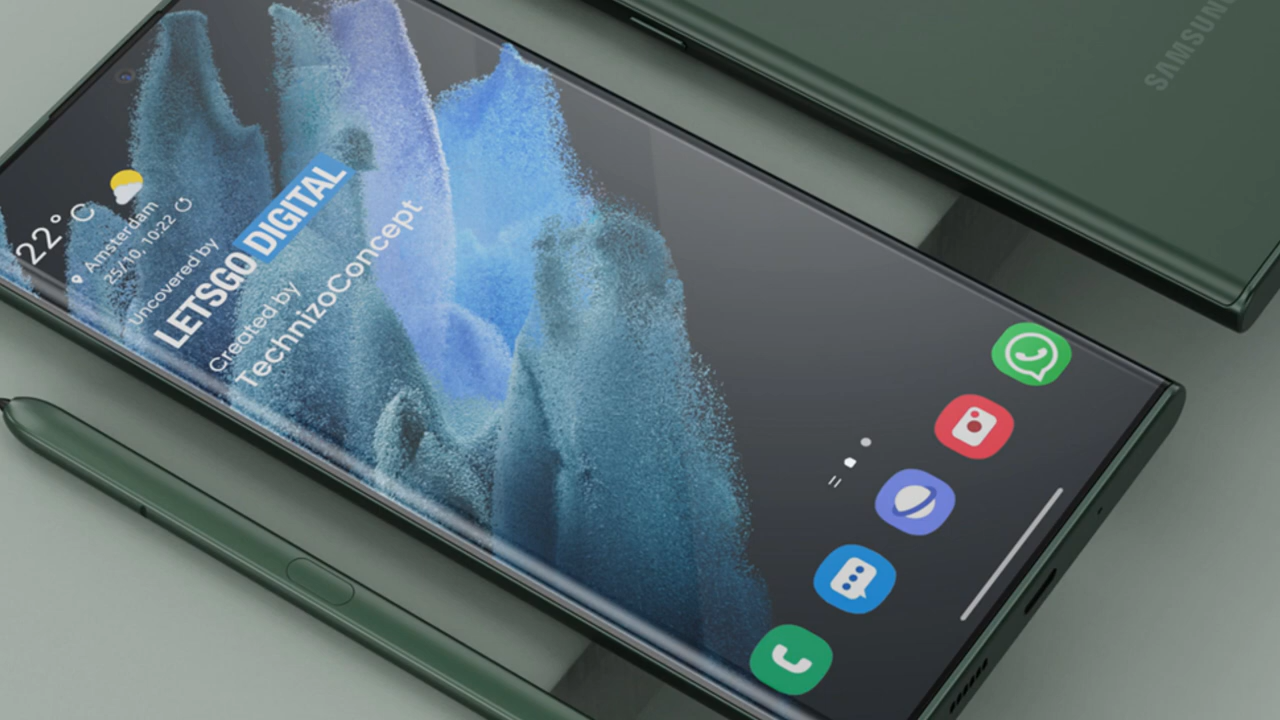 22°C
Amsterdam
25/10, 10:22
uncovered by
LETSGO DIGITAL
Created by
TechnizoConcept
SAMSUNG